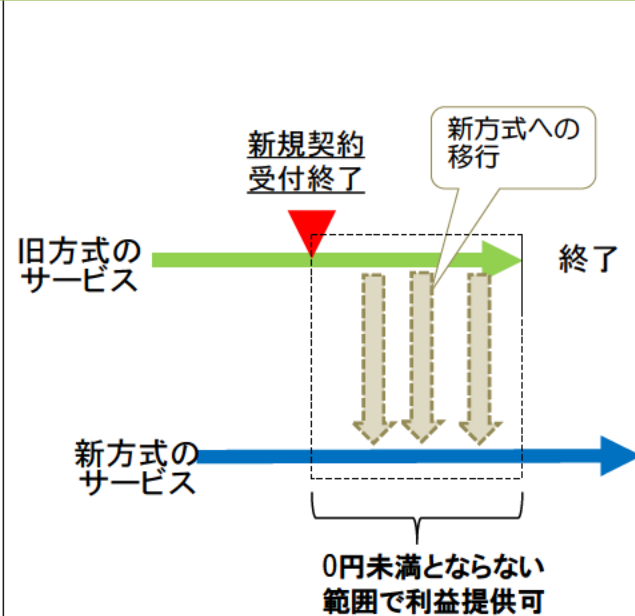 新方式への
移行
新規契約
受付終了
旧方式の
サービス
終了
新方式の
サービス
0円未満とならない
範囲で利益提供可